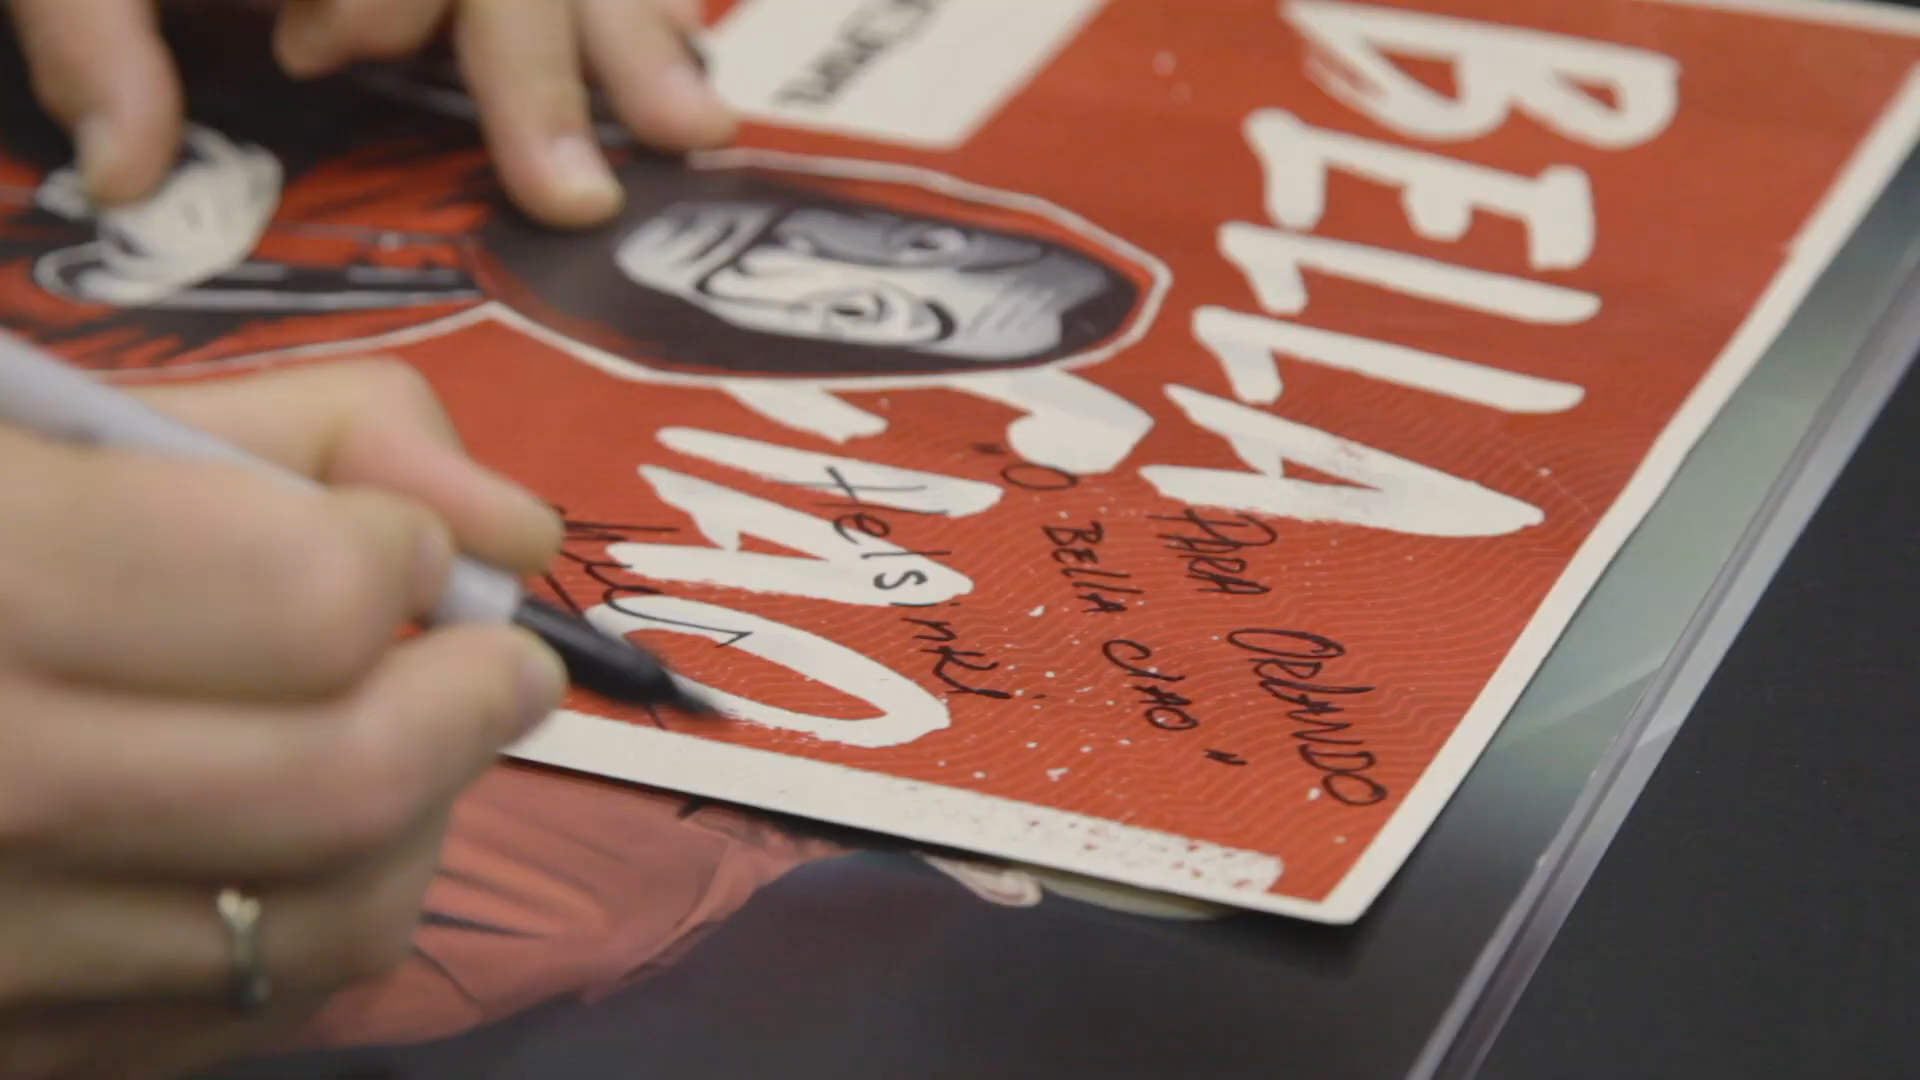 BELLA
CIAO
PARA ORLANDO
"O BELLA CIAO"
Helsinki